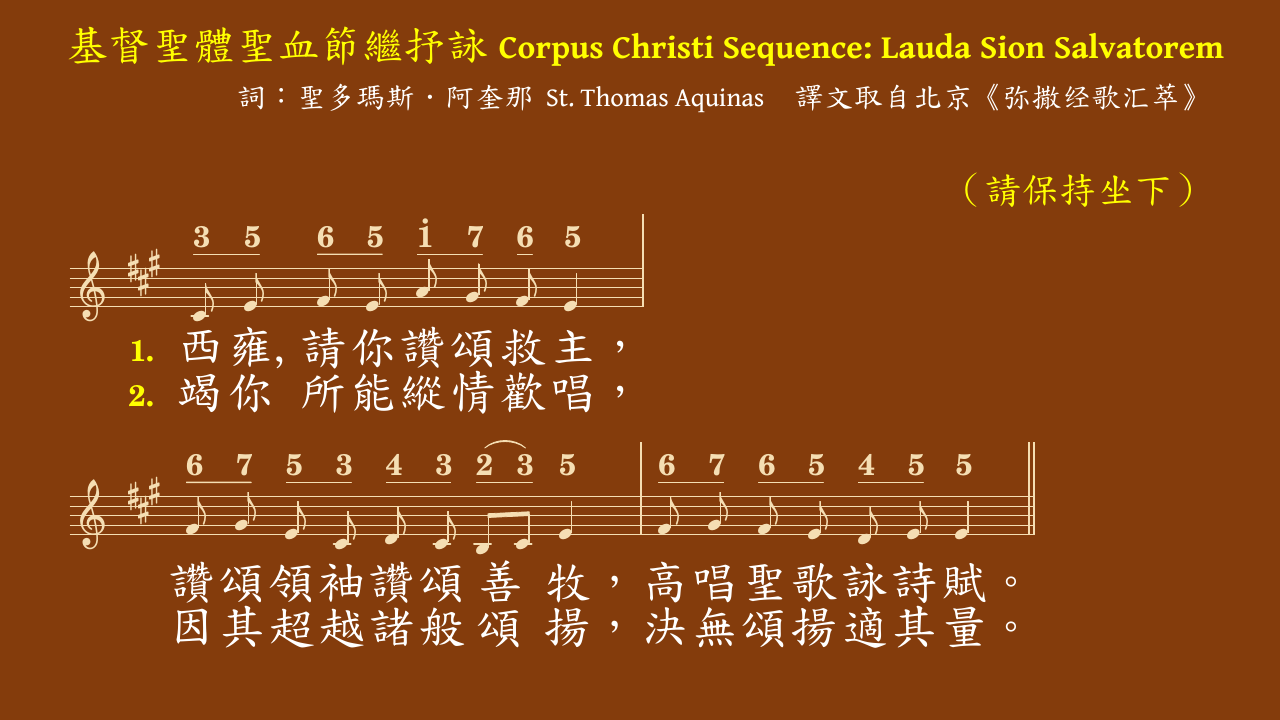 基督聖體聖血節繼抒詠 Corpus Christi Sequence: Lauda Sion Salvatorem
詞：聖多瑪斯・阿奎那 St. Thomas Aquinas 譯文取自北京《弥撒经歌汇萃》
（請保持坐下）
3 5 6 5 i 7 6 5
1. 西雍, 請你讚頌救主，
2. 竭你 所能縱情歡唱，
6 7 5 3 4 3 2 3 5 6 7 6 5 4 5 5
讚頌領袖讚頌善牧，高唱聖歌詠詩賦。
因其超越諸般頌揚，決無頌揚適其量。